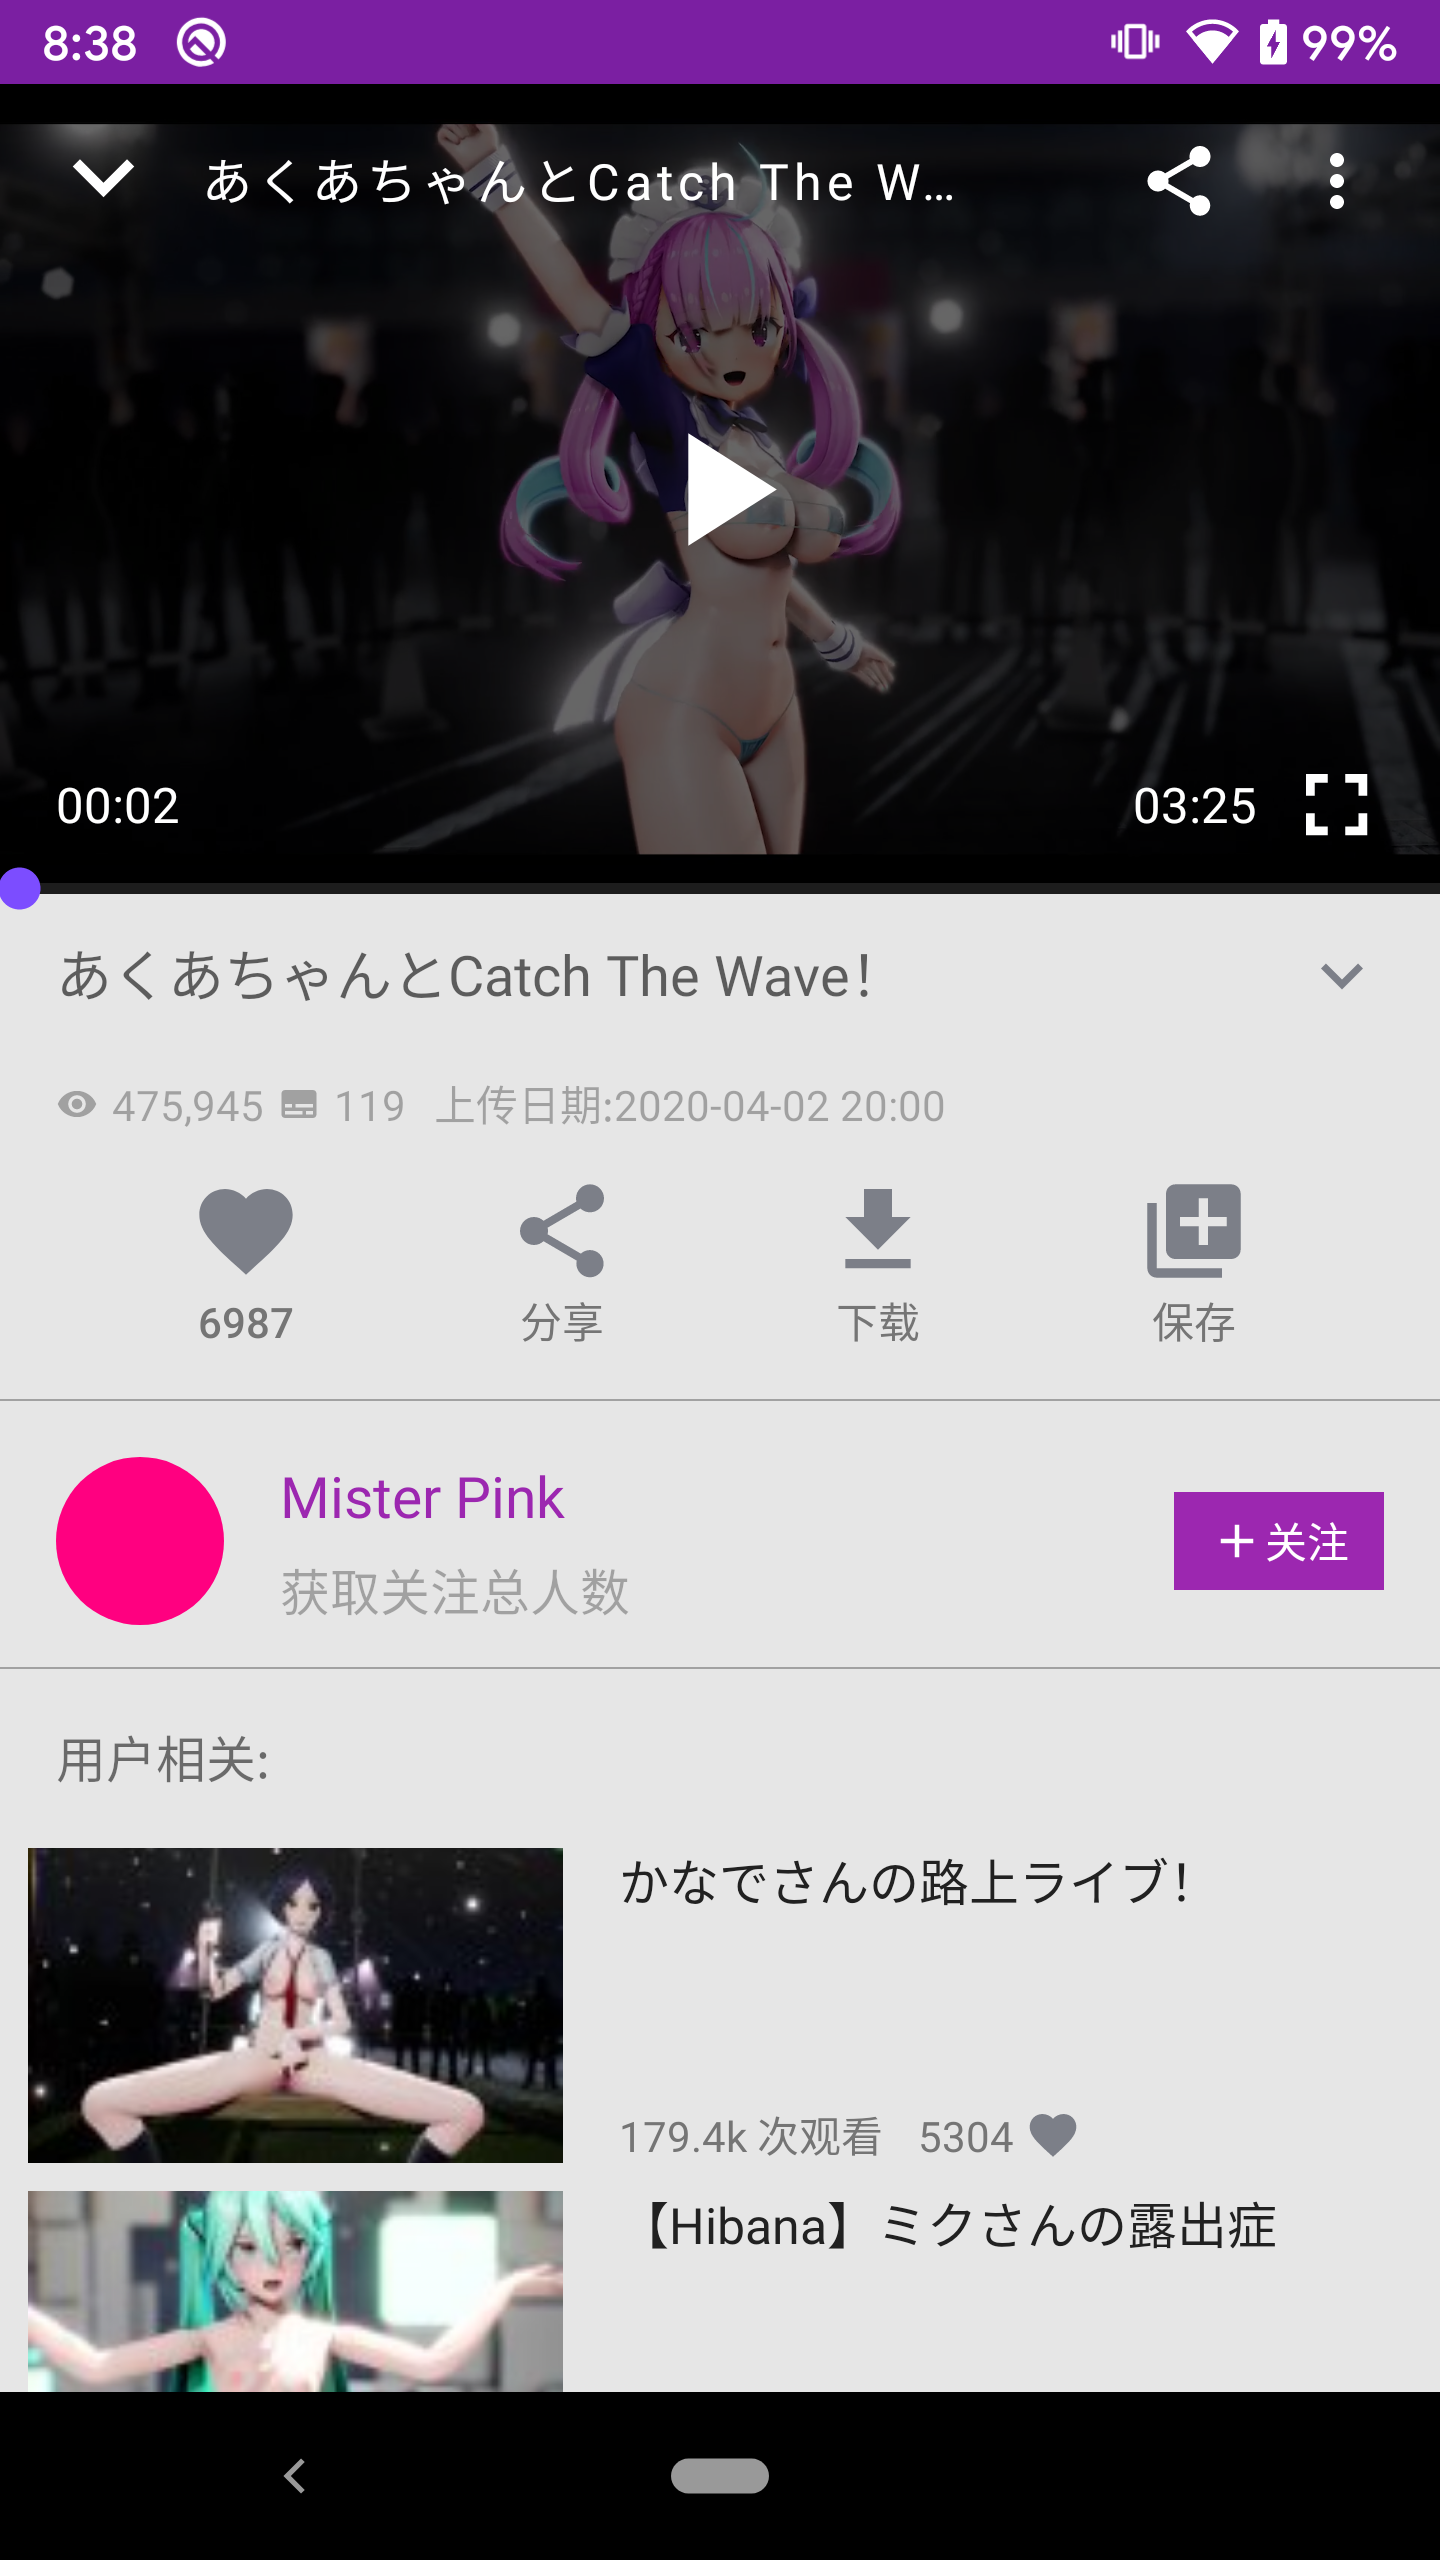 8:38
99%
あくあちゃんとCatch The W…
00:02
03:25
あくあちゃんとCatch The Wave!
475,945 119 上传日期:2020-04-02 20:00
6987 分享 下载 保存
Mister Pink
获取关注总人数
+关注
用户相关:
かなでさんの路上ライブ!
179.4k 次观看 5304
【Hibana】ミクさんの露出症